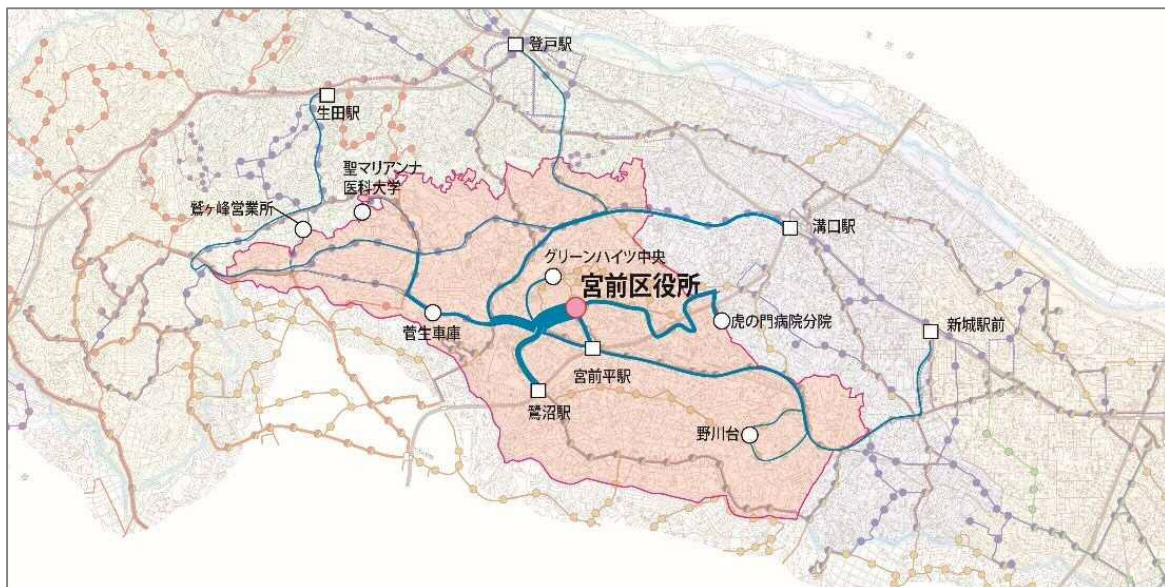 登戸駅
生田駅
聖マリアンナ
医科大学
鷲ヶ峰営業所
溝口駅
グリーンハイツ中央
宮前区役所
虎の門病院分院
新城駅前
菅生車庫
宮前平駅
鷺沼駅
野川台